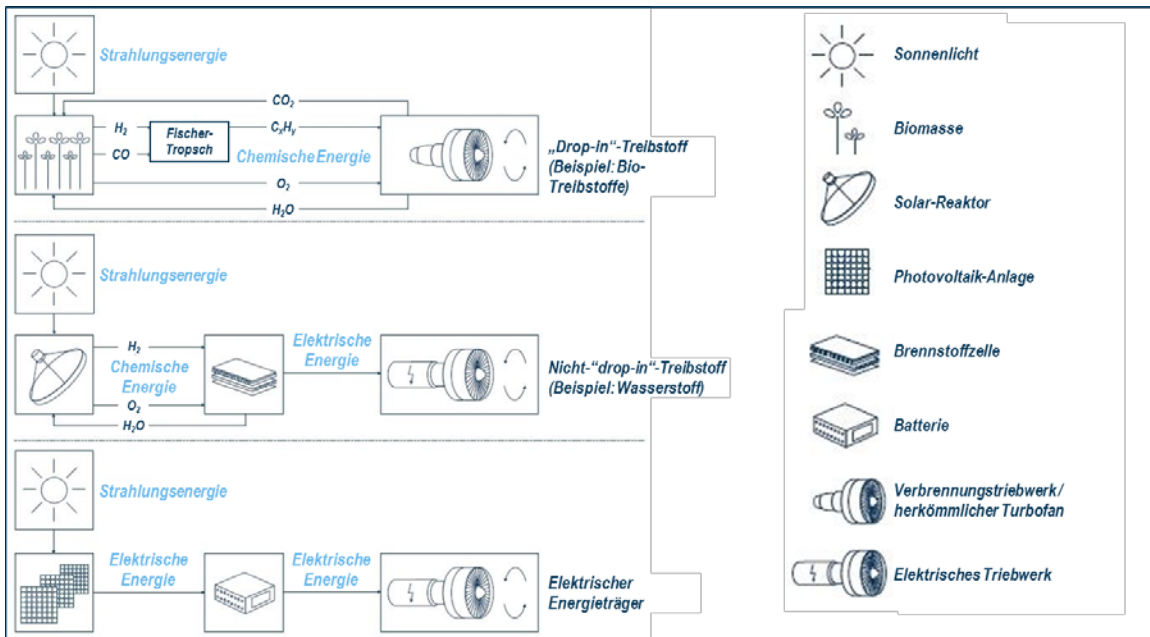 Strahlungsenergie
CO₂
H₂
CO
Fischer-
Tropsch
CₓHᵧ
Chemische Energie
O₂
H₂O
„Drop-in“-Treibstoff
(Beispiel: Bio-
Treibstoffe)
Strahlungsenergie
H₂
Chemische
Energie
O₂
H₂O
Elektrische
Energie
Nicht-“drop-in“-Treibstoff
(Beispiel: Wasserstoff)
Strahlungsenergie
Elektrische
Energie
Elektrische
Energie
Elektrischer
Energieträger
Sonnenlicht
Biomasse
Solar-Reaktor
Photovoltaik-Anlage
Brennstoffzelle
Batterie
Verbrennungstriebwerk/
herkömmlicher Turbofan
Elektrisches Triebwerk